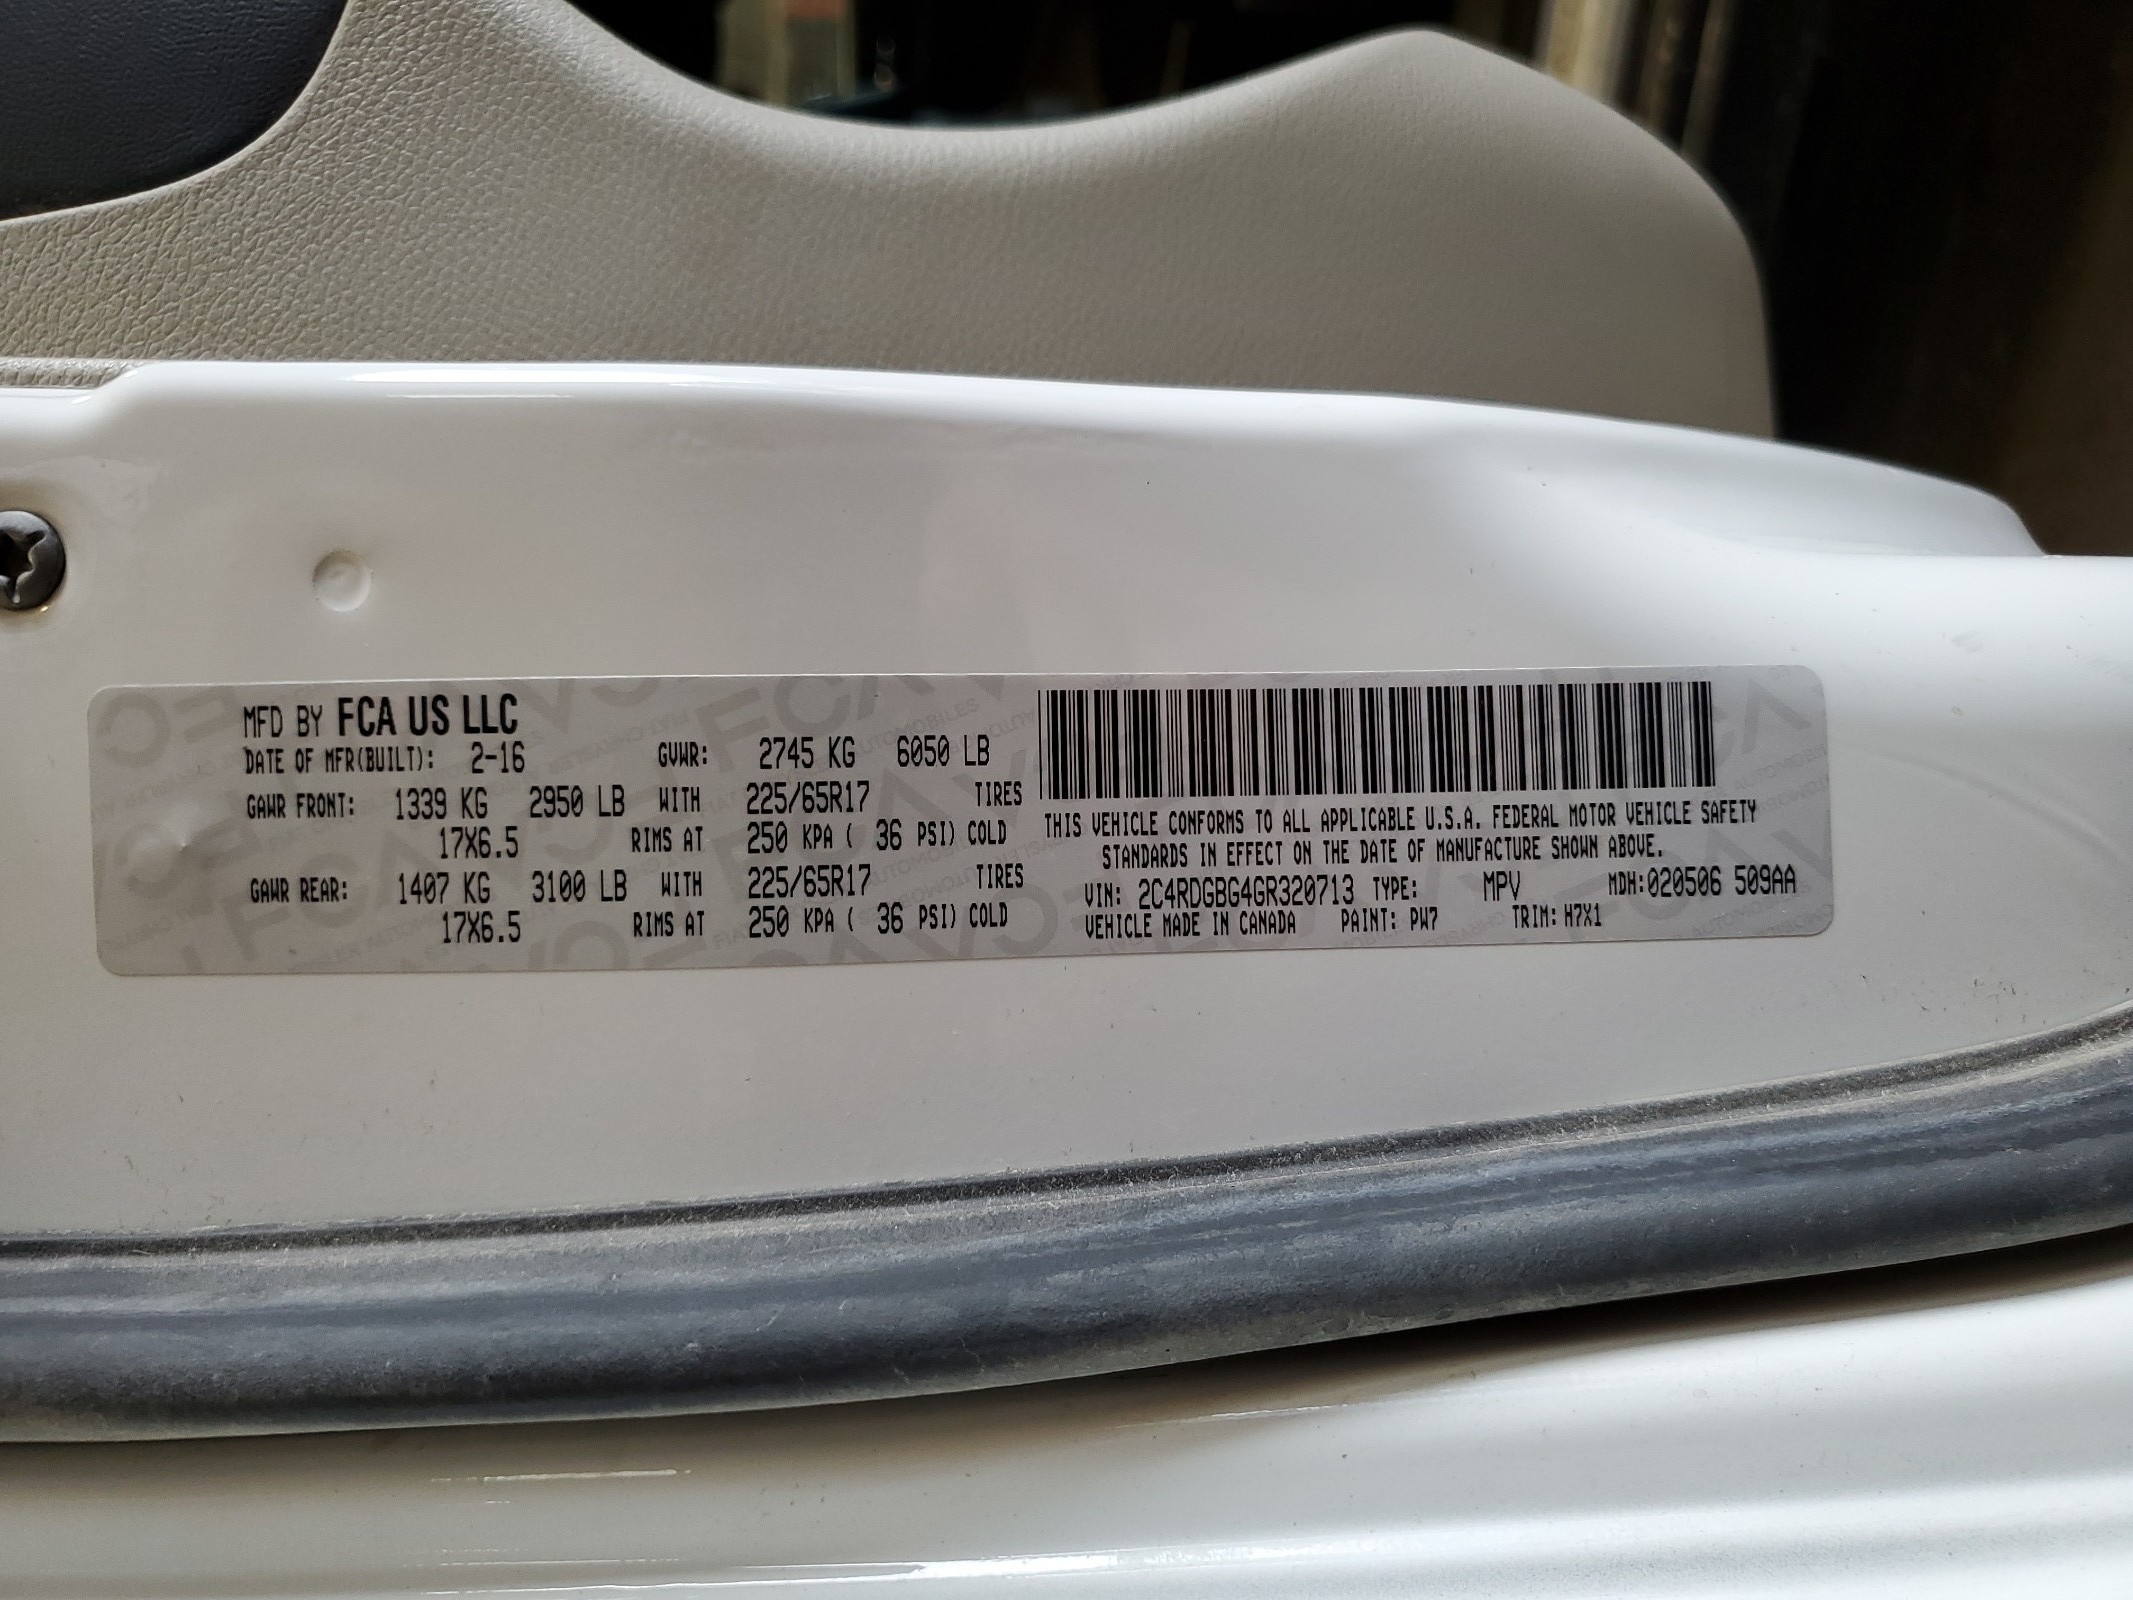 MFD BY FCA US LLC
DATE OF MFR(BUILT): 2-16 GVWR: 2745 KG 6050 LB
GAWR FRONT: 1339 KG 2950 LB WITH 225/65R17 TIRES
17X6.5 RIMS AT 250 KPA ( 36 PSI) COLD
GAWR REAR: 1407 KG 3100 LB WITH 225/65R17 TIRES
17X6.5 RIMS AT 250 KPA ( 36 PSI) COLD
THIS VEHICLE CONFORMS TO ALL APPLICABLE U.S.A. FEDERAL MOTOR VEHICLE SAFETY
STANDARDS IN EFFECT ON THE DATE OF MANUFACTURE SHOWN ABOVE.
VIN: 2C4RDGBG4GR320713 TYPE: MPV MDH:020506 509AA
VEHICLE MADE IN CANADA PAINT: PW7 TRIM: H7X1